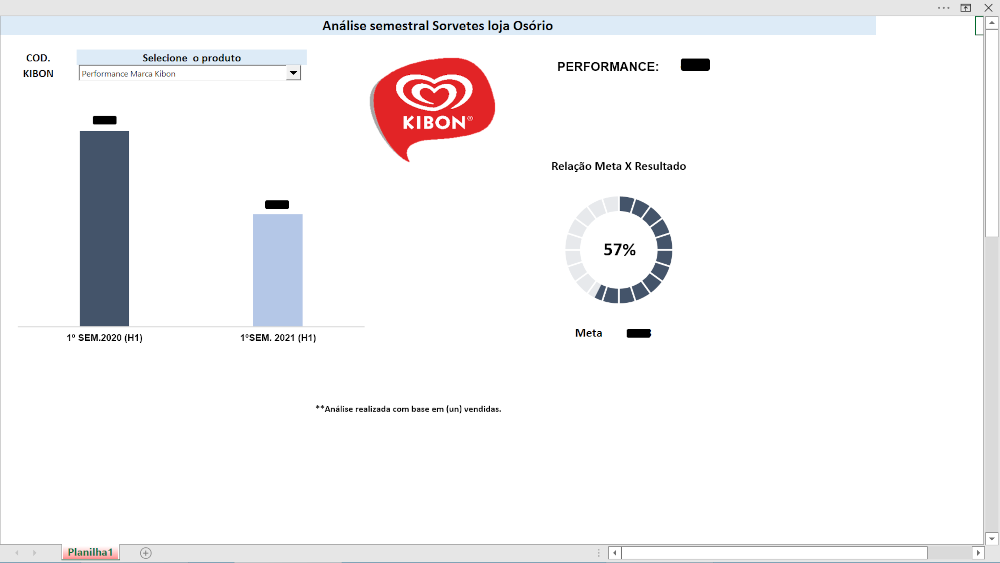 Análise semestral Sorvetes loja Osório
COD.
KIBON
Selecione o produto
Performance Marca Kibon
KIBON®
PERFORMANCE:
Relação Meta X Resultado
57%
Meta
1º SEM.2020 (H1)
1ºSEM. 2021 (H1)
**Análise realizada com base em (un) vendidas.
Planilha1